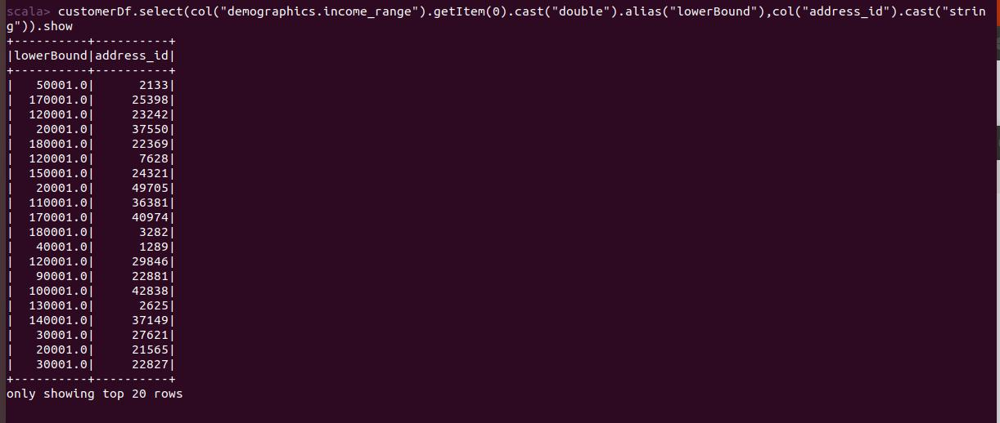 scala> customerDf.select(col("demographics.income_range").getItem(0).cast("double").alias("lowerBound"),col("address_id").cast("strin
g")).show
+----------+----------+
|lowerBound|address_id|
+----------+----------+
|   50001.0|      2133|
|  170001.0|     25398|
|  120001.0|     23242|
|   20001.0|     37550|
|  180001.0|     22369|
|  120001.0|      7628|
|  150001.0|     24321|
|   20001.0|     49705|
|  110001.0|     36381|
|  170001.0|     40974|
|  180001.0|      3282|
|   40001.0|      1289|
|  120001.0|     29846|
|   90001.0|     22881|
|  100001.0|     42838|
|  130001.0|      2625|
|  140001.0|     37149|
|   30001.0|     27621|
|   20001.0|     21565|
|   30001.0|     22827|
+----------+----------+
only showing top 20 rows